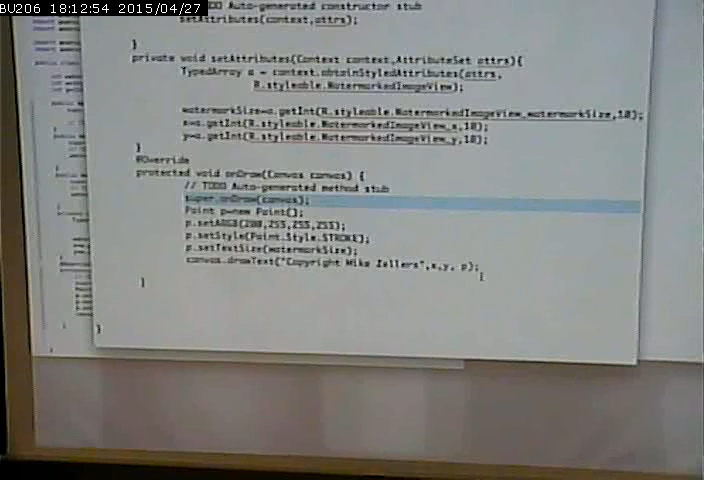 BU206 18:12:54 2015/04/27
TODO Auto-generated constructor stub
setAttributes(context,attrs);
}
private void setAttributes(Context context,AttributeSet attrs){
TypedArray a = context.obtainStyledAttributes(attrs,
R.styleable.WatermarkedImageView);
watermarkSize=a.getInt(R.styleable.WatermarkedImageView_watermarkSize,10);
x=a.getInt(R.styleable.WatermarkedImageView_x,10);
y=a.getInt(R.styleable.WatermarkedImageView_y,10);
}
@Override
protected void onDraw(Canvas canvas) {
// TODO Auto-generated method stub
super.onDraw(canvas);
Paint p=new Paint();
p.setARGB(200,255,255,255);
p.setStyle(Paint.Style.STROKE);
p.setTextSize(watermarkSize);
canvas.drawText("Copyright Mike Zellers",x,y, p);
}
}